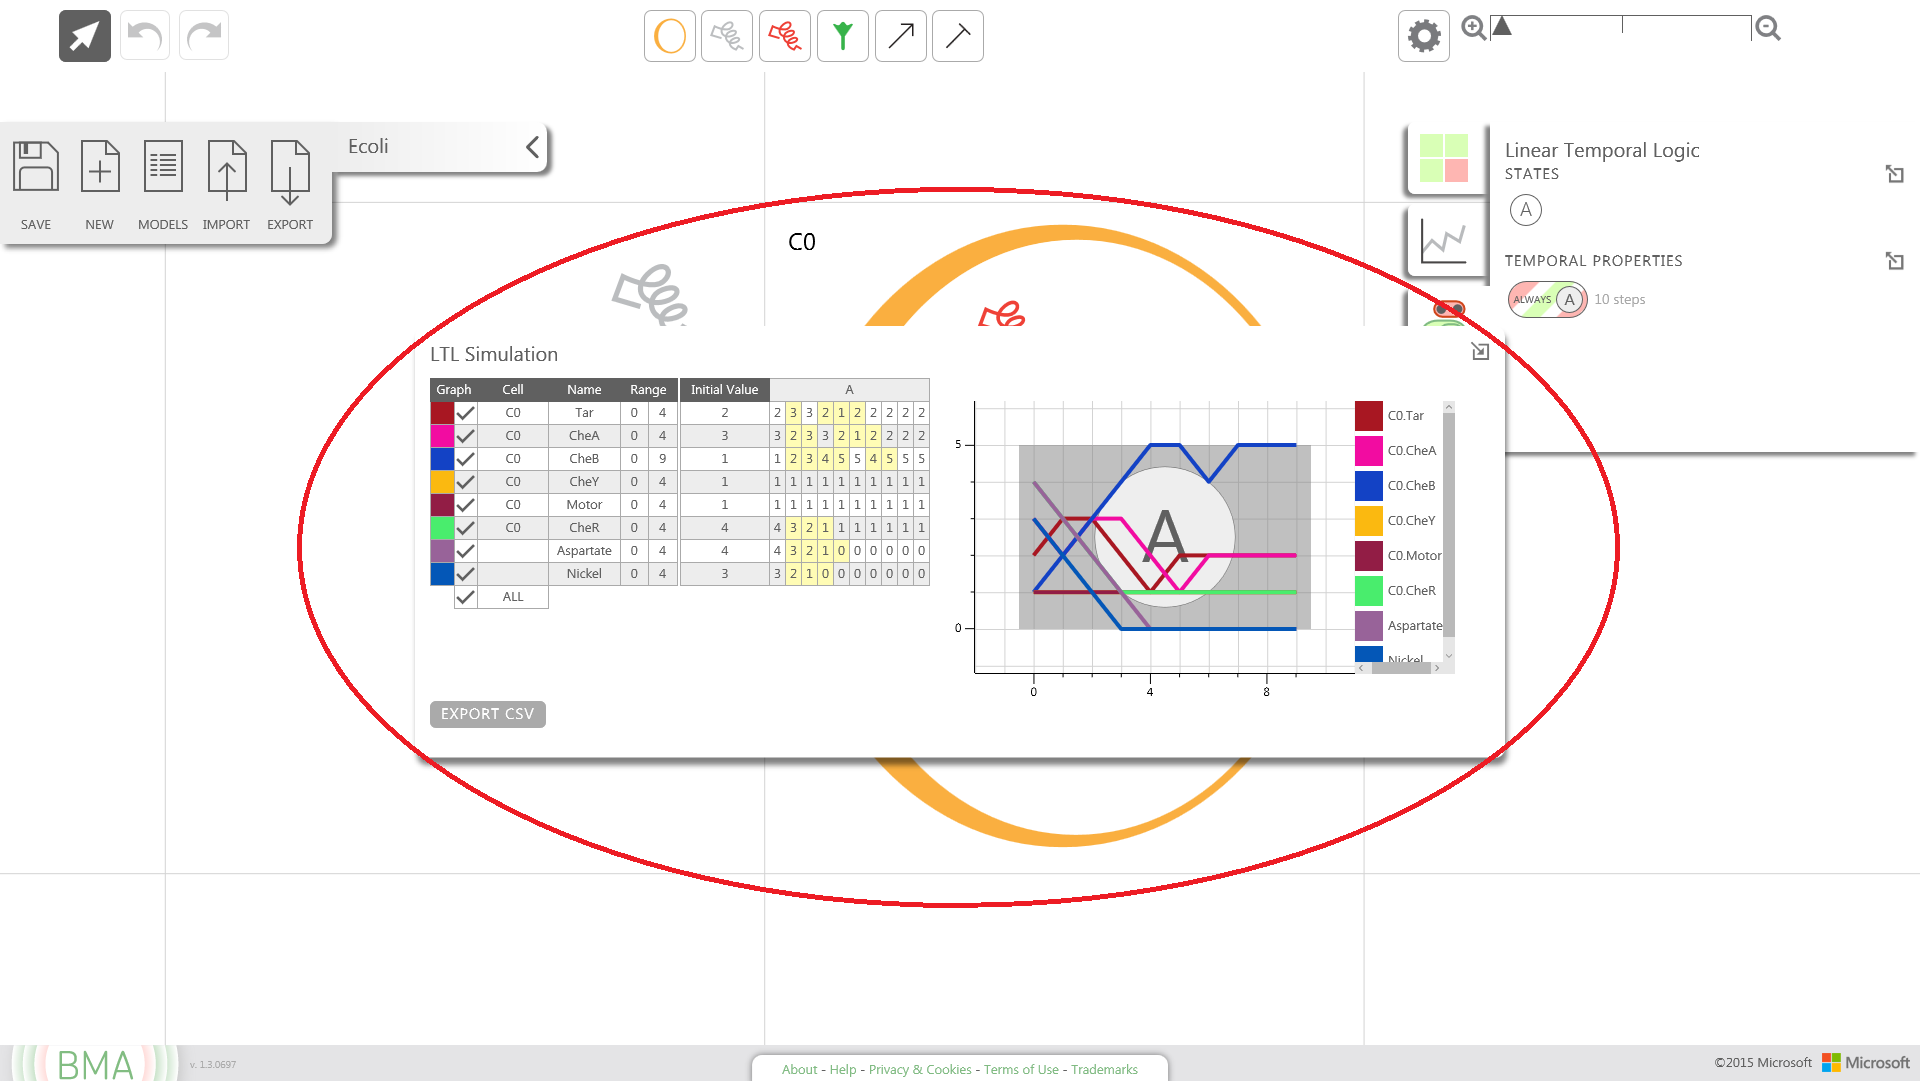 Ecoli
SAVE NEW MODELS IMPORT EXPORT
C0
Linear Temporal Logic
STATES
A
TEMPORAL PROPERTIES
ALWAYS A 10 steps
LTL Simulation
Graph Cell Name Range Initial Value A
C0 Tar 0 4 2 2 3 3 2 1 2 2 2 2 2
C0 CheA 0 4 3 3 2 3 3 2 1 2 2 2 2
C0 CheB 0 9 1 1 2 3 4 5 5 4 5 5 5
C0 CheY 0 4 1 1 1 1 1 1 1 1 1 1 1
C0 Motor 0 4 1 1 1 1 1 1 1 1 1 1 1
C0 CheR 0 4 4 4 3 2 1 1 1 1 1 1 1
Aspartate 0 4 4 4 3 2 1 0 0 0 0 0 0
Nickel 0 4 3 3 2 1 0 0 0 0 0 0 0
ALL
EXPORT CSV
5
0
A
0 4 8
C0.Tar
C0.CheA
C0.CheB
C0.CheY
C0.Motor
C0.CheR
Aspartate
Nickel
BMA
v. 1.3.0697
About - Help - Privacy & Cookies - Terms of Use - Trademarks
©2015 Microsoft Microsoft